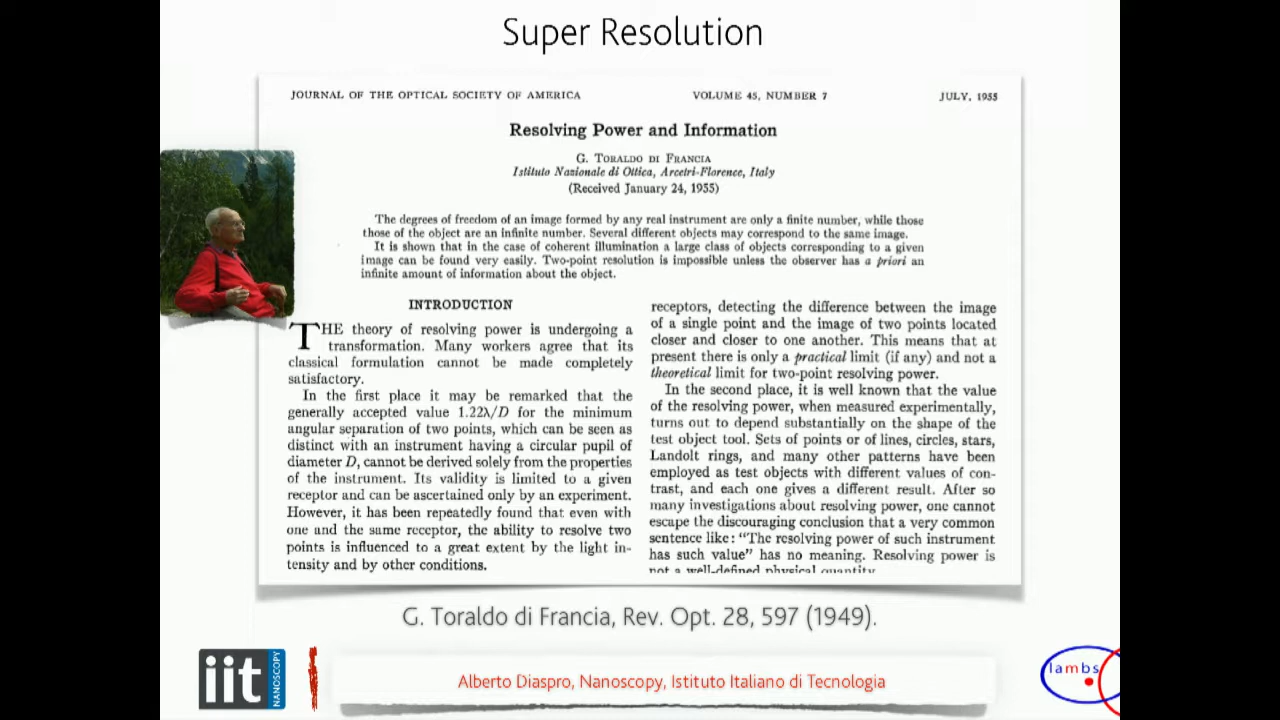 Super Resolution
JOURNAL OF THE OPTICAL SOCIETY OF AMERICA VOLUME 45, NUMBER 7 JULY, 1955
Resolving Power and Information
G. TORALDO DI FRANCIA
Istituto Nazionale di Ottica, Arcetri-Florence, Italy
(Received January 24, 1955)
The degrees of freedom of an image formed by any real instrument are only a finite number, while those
those of the object are an infinite number. Several different objects may correspond to the same image.
It is shown that in the case of coherent illumination a large class of objects corresponding to a given
image can be found very easily. Two-point resolution is impossible unless the observer has a priori an
infinite amount of information about the object.
INTRODUCTION
THE theory of resolving power is undergoing a
transformation. Many workers agree that its
classical formulation cannot be made completely
satisfactory.
In the first place it may be remarked that the
generally accepted value 1.22λ/D for the minimum
angular separation of two points, which can be seen as
distinct with an instrument having a circular pupil of
diameter D, cannot be derived solely from the properties
of the instrument. Its validity is limited to a given
receptor and can be ascertained only by an experiment.
However, it has been repeatedly found that even with
one and the same receptor, the ability to resolve two
points is influenced to a great extent by the light in-
tensity and by other conditions.
receptors, detecting the difference between the image
of a single point and the image of two points located
closer and closer to one another. This means that at
present there is only a practical limit (if any) and not a
theoretical limit for two-point resolving power.
In the second place, it is well known that the value
of the resolving power, when measured experimentally,
turns out to depend substantially on the shape of the
test object tool. Sets of points or of lines, circles, stars,
Landolt rings, and many other patterns have been
employed as test objects with different values of con-
trast, and each one gives a different result. After so
many investigations about resolving power, one cannot
escape the discouraging conclusion that a very common
sentence like: "The resolving power of such instrument
has such value" has no meaning. Resolving power is
not a well-defined physical quantity.
G. Toraldo di Francia, Rev. Opt. 28, 597 (1949).
iit NANOSCOPY
Alberto Diaspro, Nanoscopy, Istituto Italiano di Tecnologia
lambs